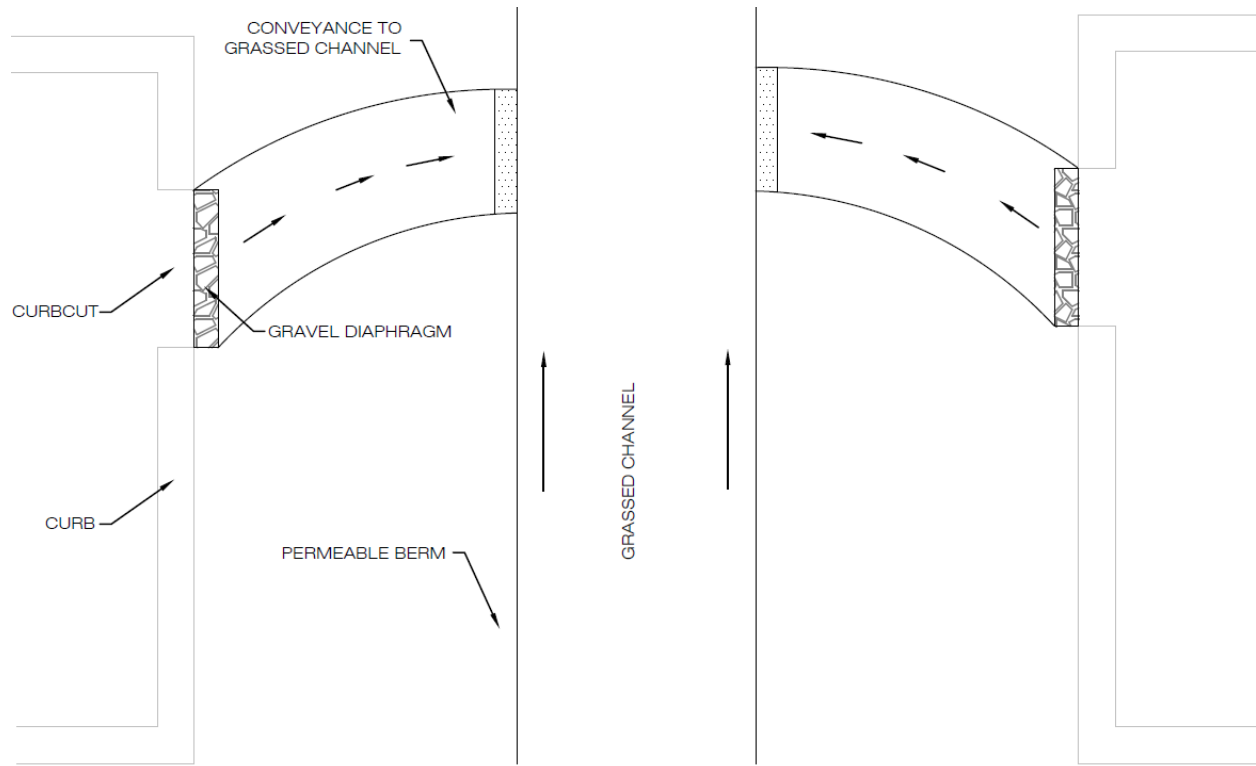 CONVEYANCE TO
GRASSED CHANNEL
CURBCUT
GRAVEL DIAPHRAGM
GRASSED CHANNEL
CURB
PERMEABLE BERM